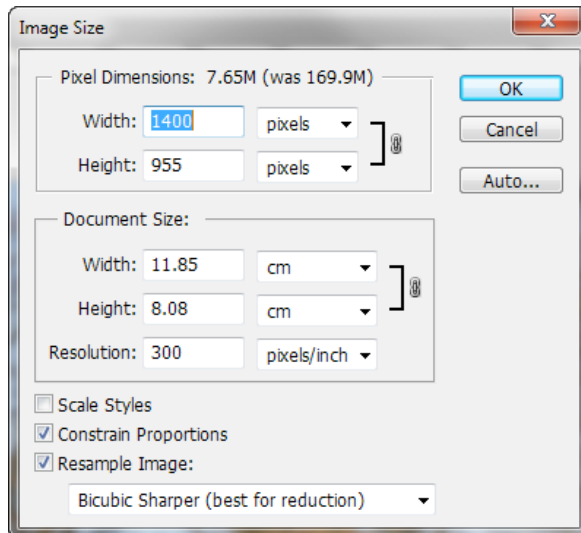 Image Size
Pixel Dimensions: 7.65M (was 169.9M)
OK
Width: 1400 pixels
Cancel
Height: 955 pixels
Auto...
Document Size:
Width: 11.85 cm
Height: 8.08 cm
Resolution: 300 pixels/inch
Scale Styles
Constrain Proportions
Resample Image:
Bicubic Sharper (best for reduction)